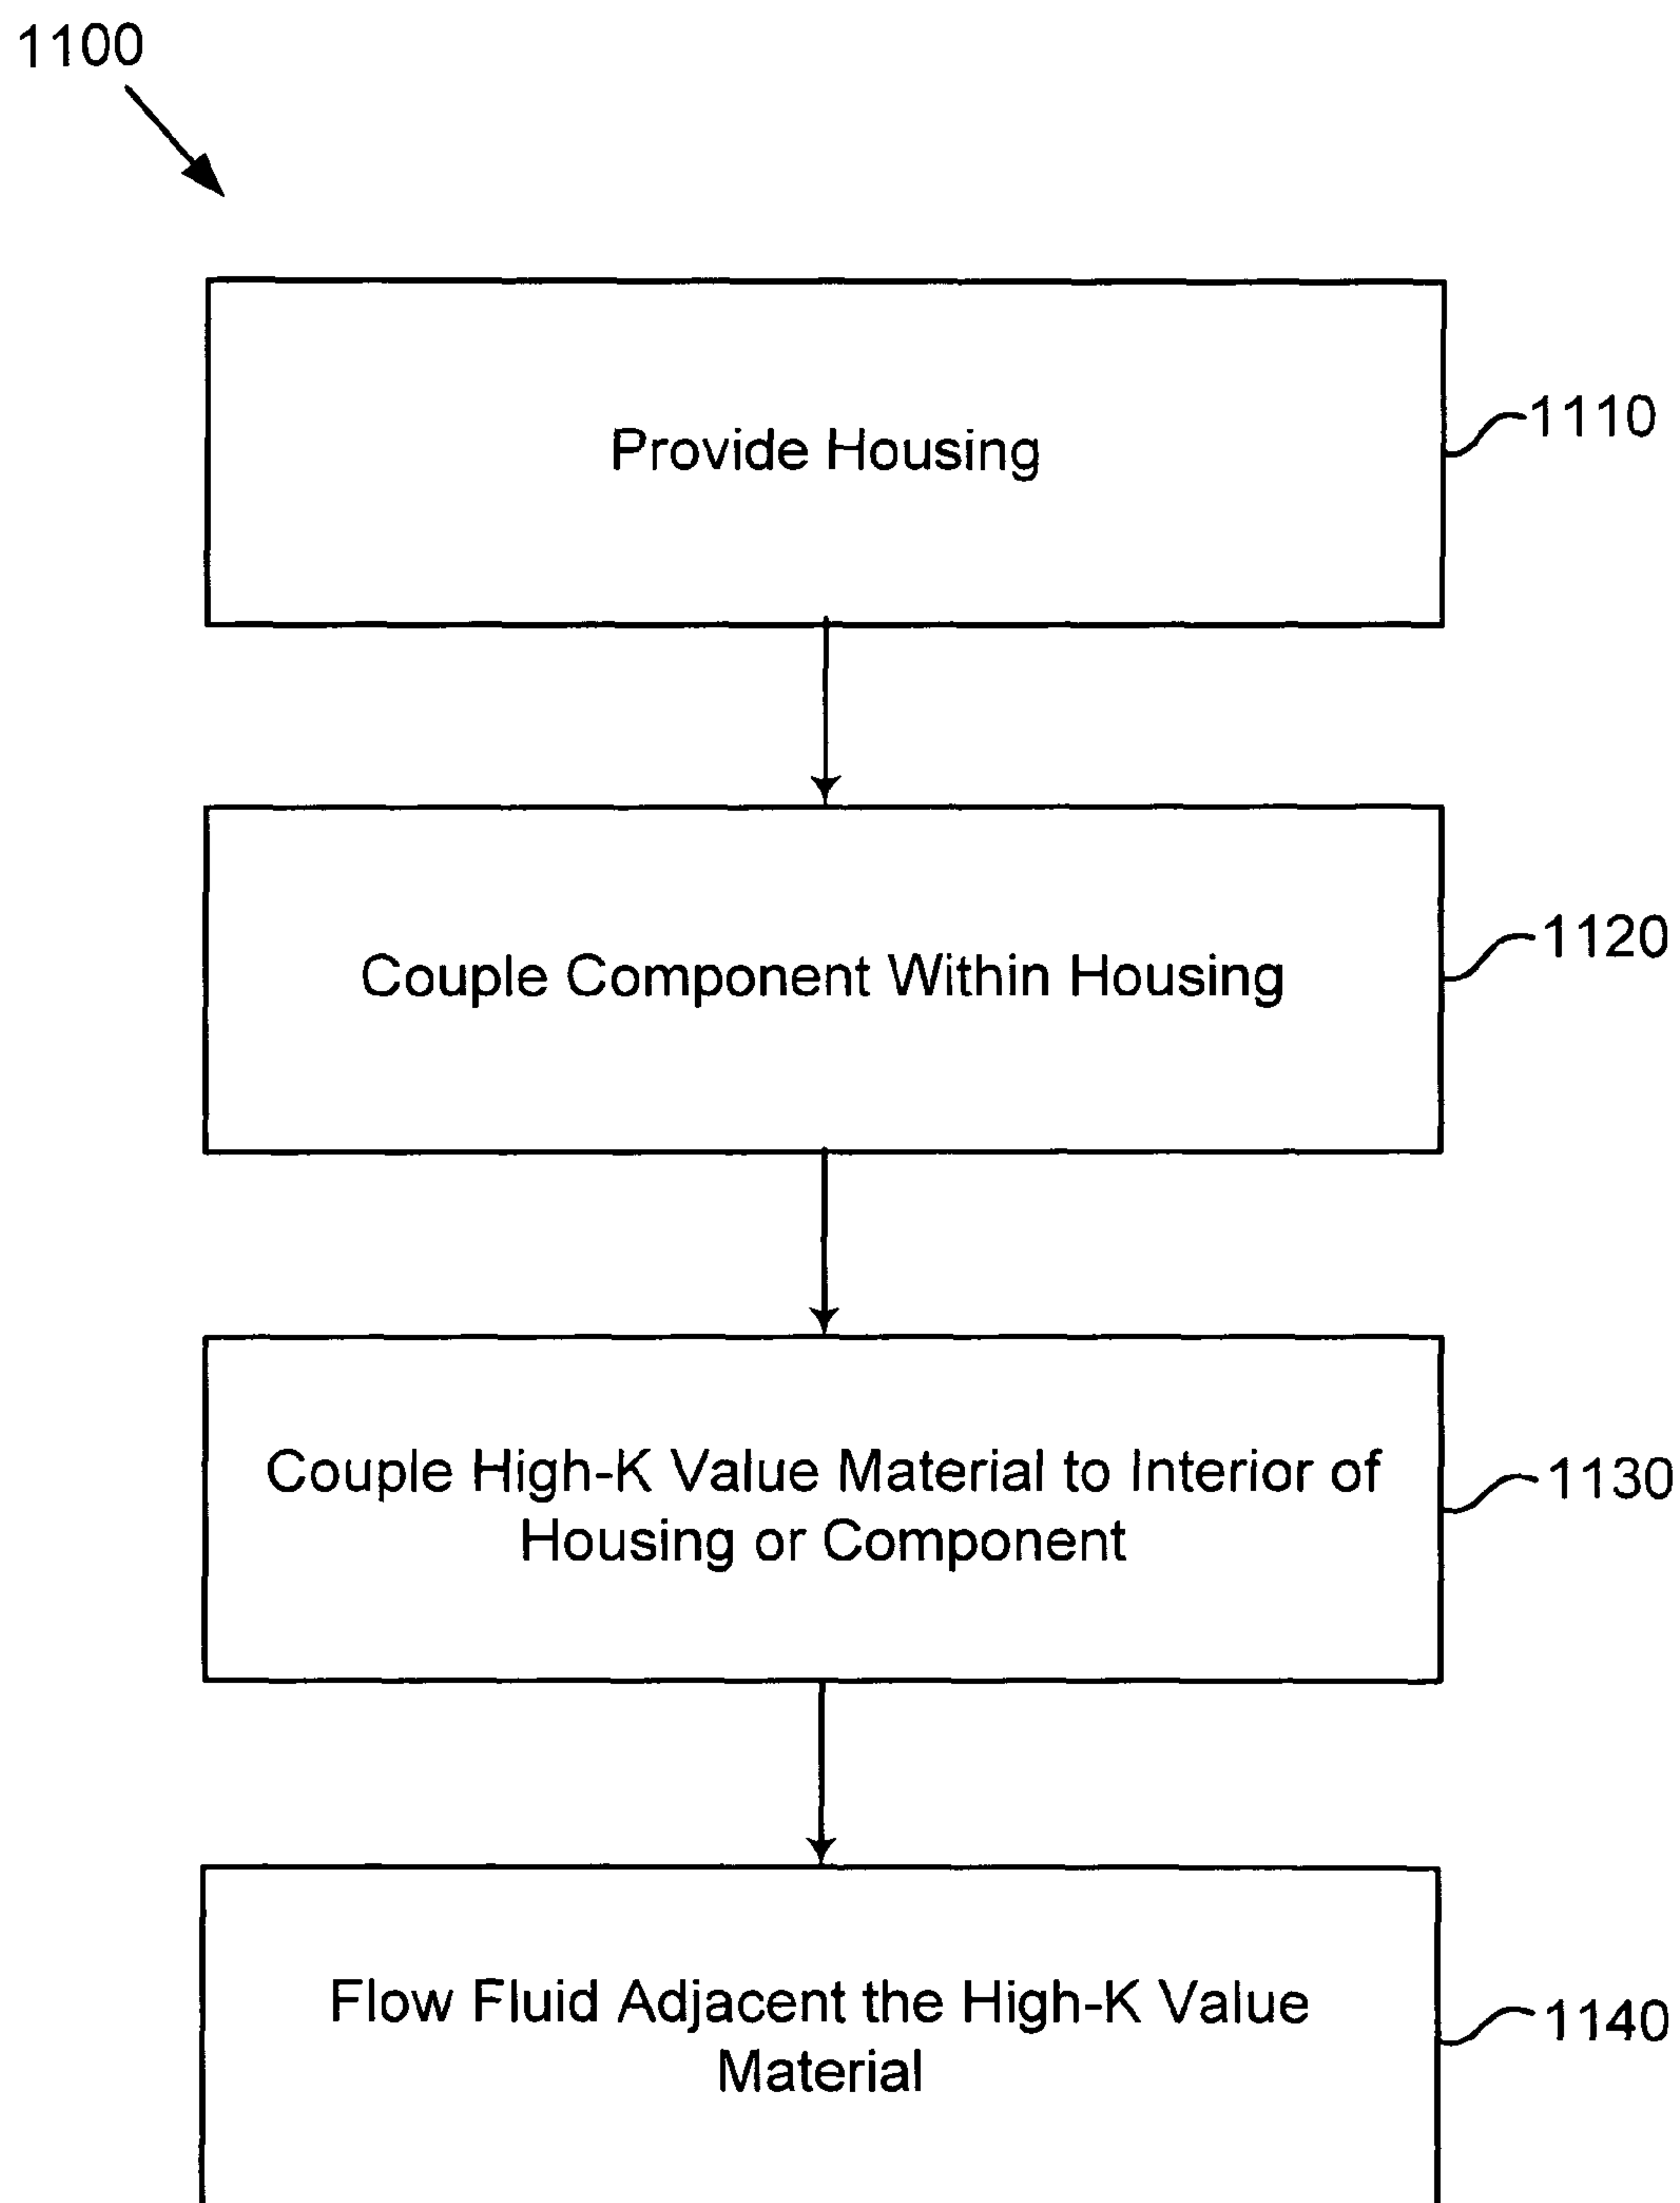 1100
Provide Housing
1110
Couple Component Within Housing
1120
Couple High-K Value Material to Interior of
Housing or Component
1130
Flow Fluid Adjacent the High-K Value
Material
1140